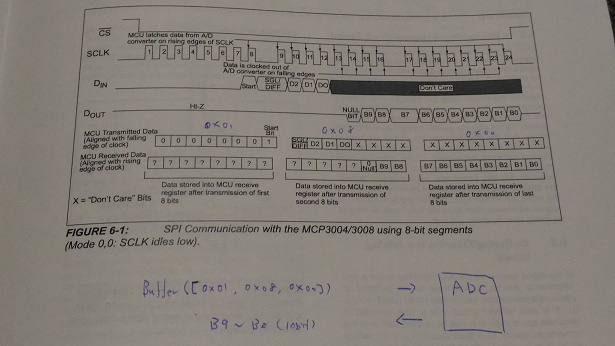 CS
MCU latches data from A/D
converter on rising edges of SCLK
SCLK
1 2 3 4 5 6 7 8 9 10 11 12 13 14 15 16 17 18 19 20 21 22 23 24
Data is clocked out of
A/D converter on falling edges
DIN
Start SGL/DIFF D2 D1 DO
Don't Care
HI-Z
DOUT
NULL BIT B9 B8 B7 B6 B5 B4 B3 B2 B1 B0
0x01 0x08 0x00
MCU Transmitted Data
(Aligned with falling
edge of clock)
Start
Bit
0 0 0 0 0 0 0 1 SGL/DIFF D2 D1 DO X X X X X X X X X X X X
MCU Received Data
(Aligned with rising
edge of clock)
? ? ? ? ? ? ? ? ? ? ? ? ? 0 (Null) B9 B8 B7 B6 B5 B4 B3 B2 B1 B0
X = "Don't Care" Bits
Data stored into MCU receive
register after transmission of first
8 bits
Data stored into MCU receive
register after transmission of
second 8 bits
Data stored into MCU receive
register after transmission of last
8 bits
FIGURE 6-1: SPI Communication with the MCP3004/3008 using 8-bit segments
(Mode 0,0: SCLK idles low).
Buffer([0x01, 0x08, 0x00]) → ADC
B9 ~ B0 (10bit) ←